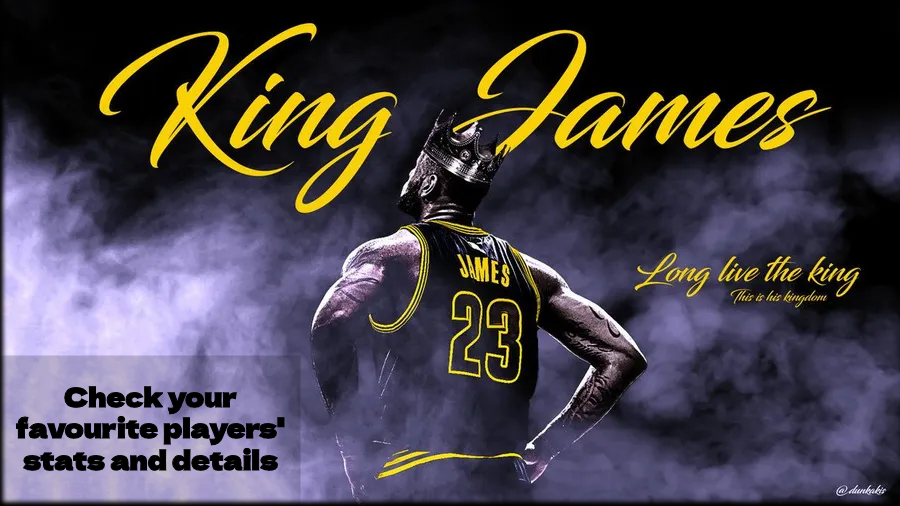 King James
JAMES
23
Long live the king
This is his kingdom
Check your
favourite players'
stats and details
@dunkakis